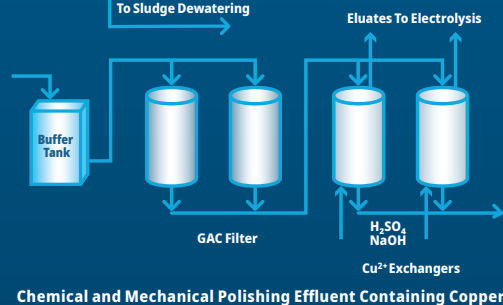 To Sludge Dewatering
Eluates To Electrolysis
Buffer
Tank
GAC Filter
H₂SO₄
NaOH
Cu²⁺ Exchangers
Chemical and Mechanical Polishing Effluent Containing Copper